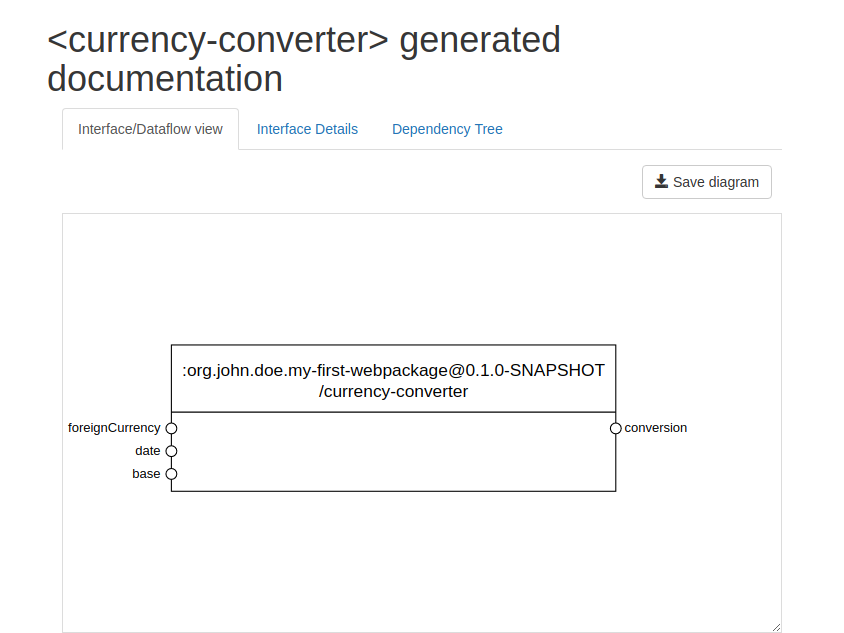 <currency-converter> generated
documentation
Interface/Dataflow view
Interface Details
Dependency Tree
Save diagram
:org.john.doe.my-first-webpackage@0.1.0-SNAPSHOT
/currency-converter
foreignCurrency
conversion
date
base